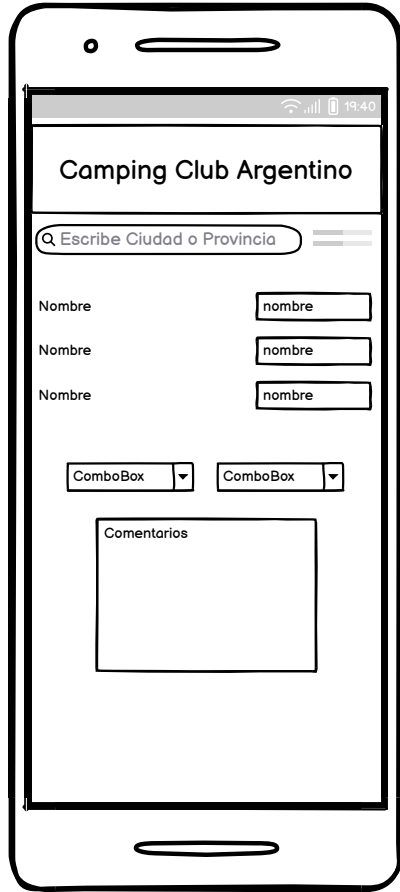 19:40
Camping Club Argentino
Escribe Ciudad o Provincia
Nombre nombre
Nombre nombre
Nombre nombre
ComboBox ComboBox
Comentarios